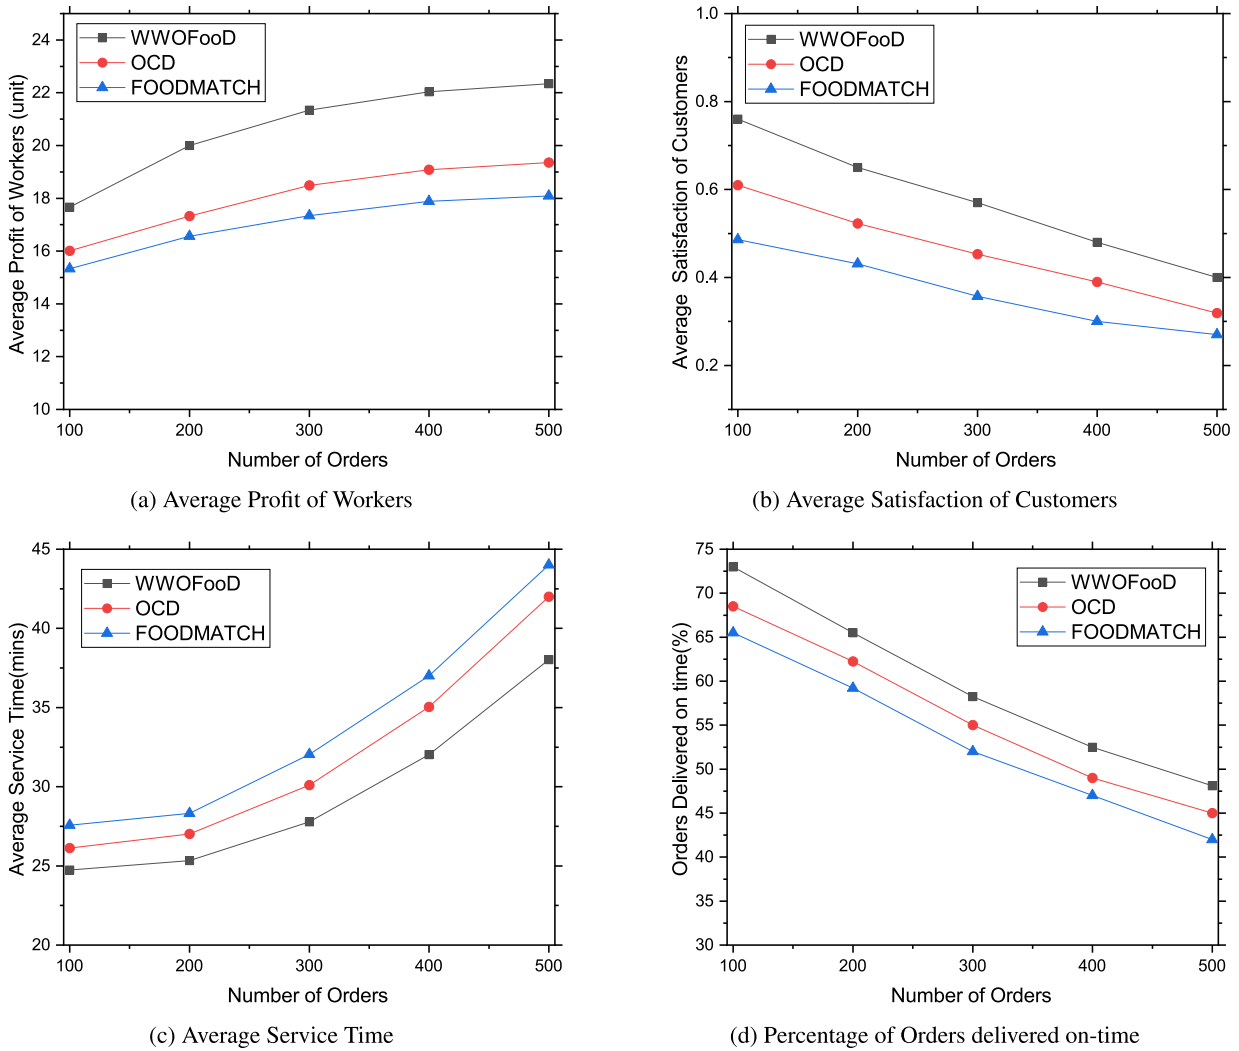 24
22
20
18
16
14
12
10
Average Profit of Workers (unit)
WWOFooD
OCD
FOODMATCH
100 200 300 400 500
Number of Orders
(a) Average Profit of Workers
1.0
0.8
0.6
0.4
0.2
Average Satisfaction of Customers
WWOFooD
OCD
FOODMATCH
100 200 300 400 500
Number of Orders
(b) Average Satisfaction of Customers
45
40
35
30
25
20
Average Service Time(mins)
WWOFooD
OCD
FOODMATCH
100 200 300 400 500
Number of Orders
(c) Average Service Time
75
70
65
60
55
50
45
40
35
30
Orders Delivered on time(%)
WWOFooD
OCD
FOODMATCH
100 200 300 400 500
Number of Orders
(d) Percentage of Orders delivered on-time